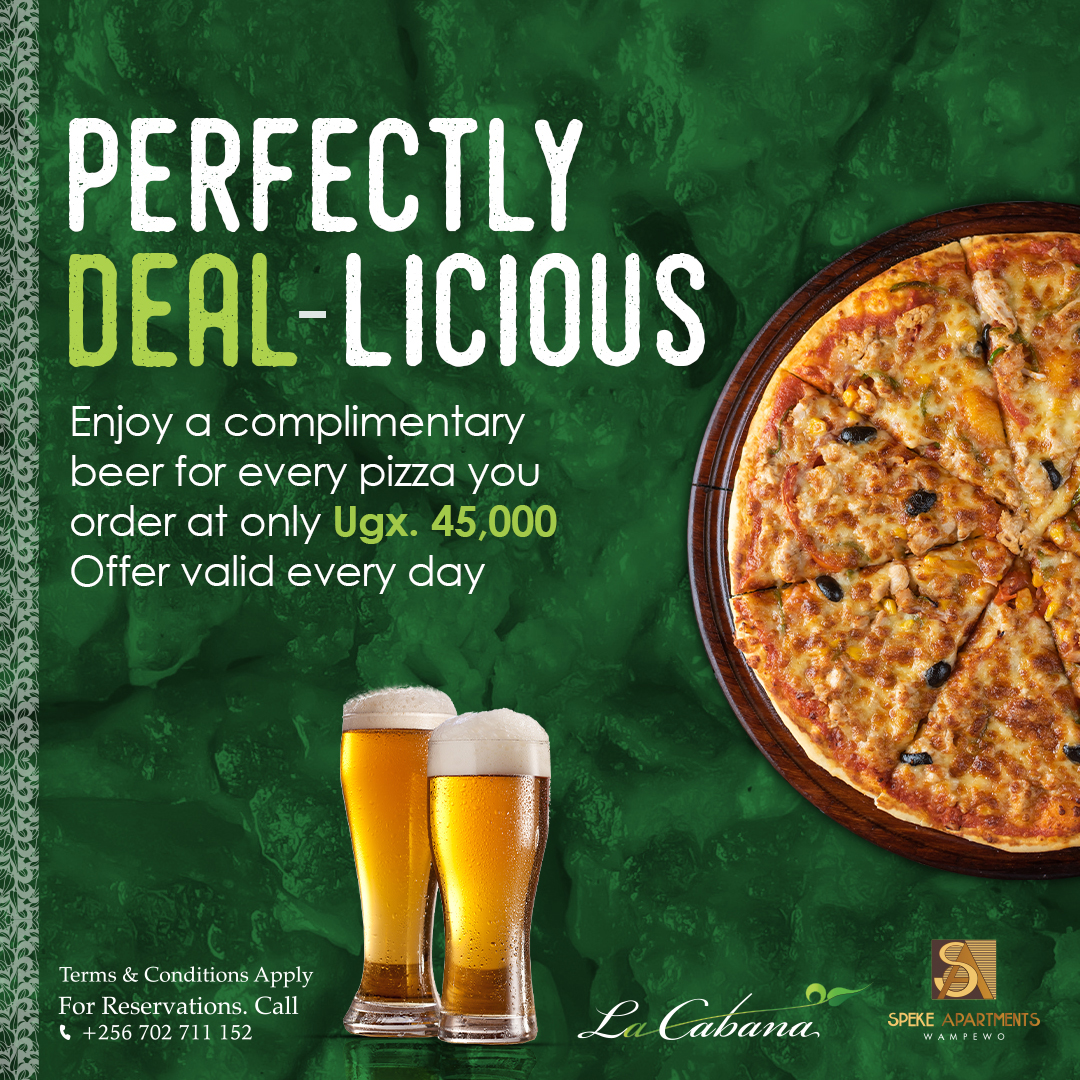 PERFECTLY
DEAL-LICIOUS
Enjoy a complimentary
beer for every pizza you
order at only Ugx. 45,000
Offer valid every day
Terms & Conditions Apply
For Reservations. Call
+256 702 711 152
La Cabana
SA
SPEKE APARTMENTS
WAMPEWO